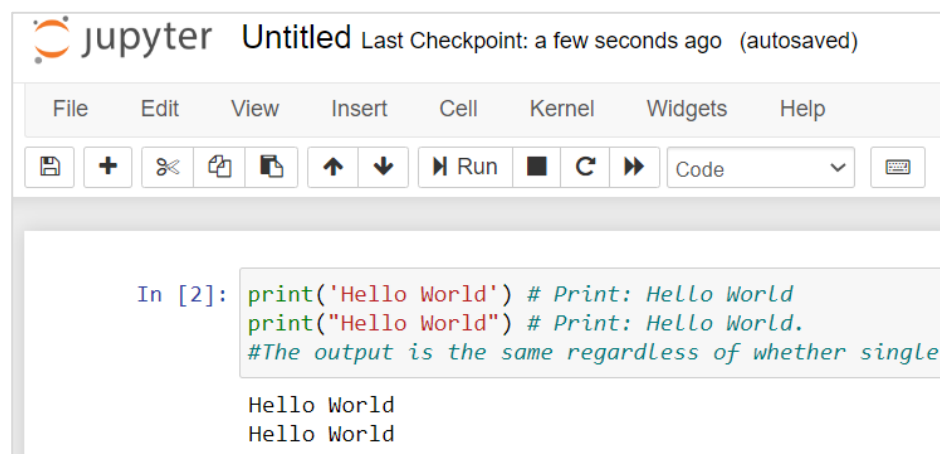 jupyter Untitled Last Checkpoint: a few seconds ago (autosaved)
File Edit View Insert Cell Kernel Widgets Help
Run Code
In [2]: print('Hello World') # Print: Hello World
print("Hello World") # Print: Hello World.
#The output is the same regardless of whether single
Hello World
Hello World